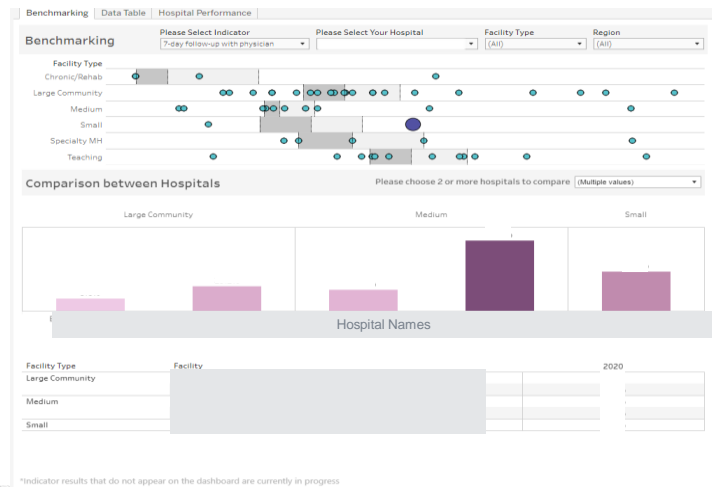 Benchmarking Data Table Hospital Performance
Benchmarking
Please Select Indicator Please Select Your Hospital Facility Type Region
7-day follow-up with physician (All) (All)
Facility Type
Chronic/Rehab
Large Community
Medium
Small
Specialty MH
Teaching
Comparison between Hospitals Please choose 2 or more hospitals to compare (Multiple values)
Large Community Medium Small
Hospital Names
Facility Type Facility 2020
Large Community
Medium
Small
*Indicator results that do not appear on the dashboard are currently in progress